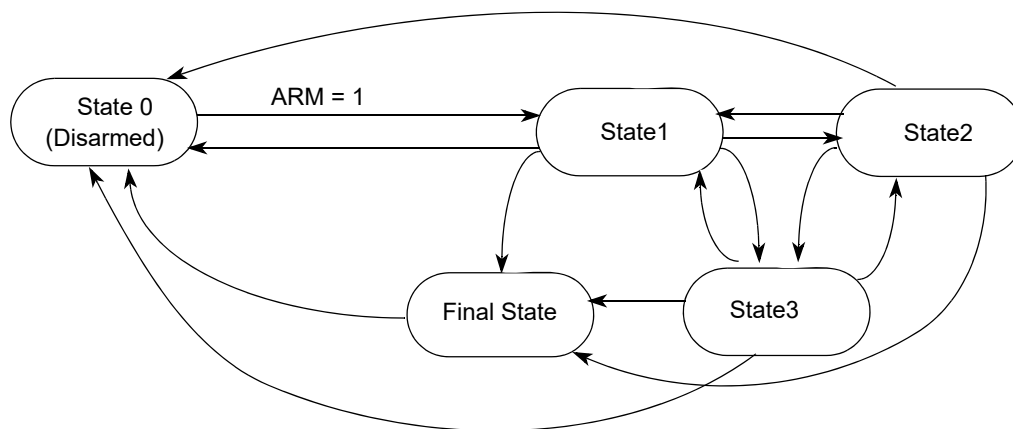 State 0
(Disarmed)
ARM = 1
State1
State2
Final State
State3